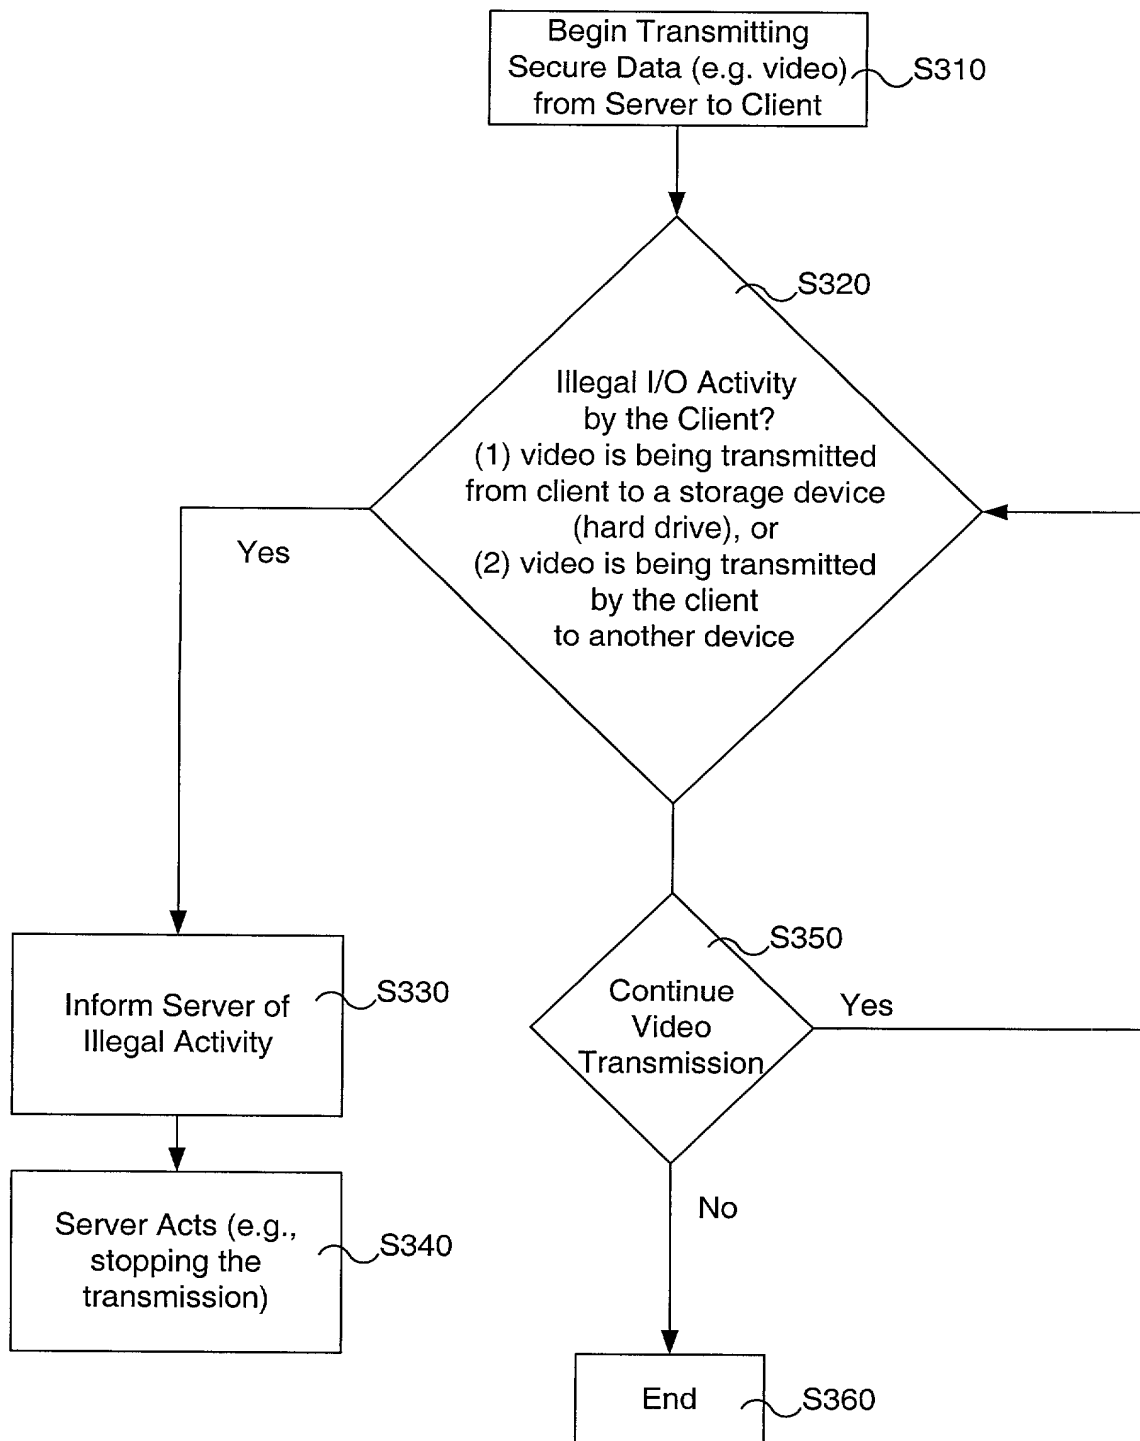 Begin Transmitting
Secure Data (e.g. video)
from Server to Client
S310
S320
Illegal I/O Activity
by the Client?
(1) video is being transmitted
from client to a storage device
(hard drive), or
(2) video is being transmitted
by the client
to another device
Yes
S350
Continue
Video
Transmission
Yes
Inform Server of
Illegal Activity
S330
No
Server Acts (e.g.,
stopping the
transmission)
S340
End
S360